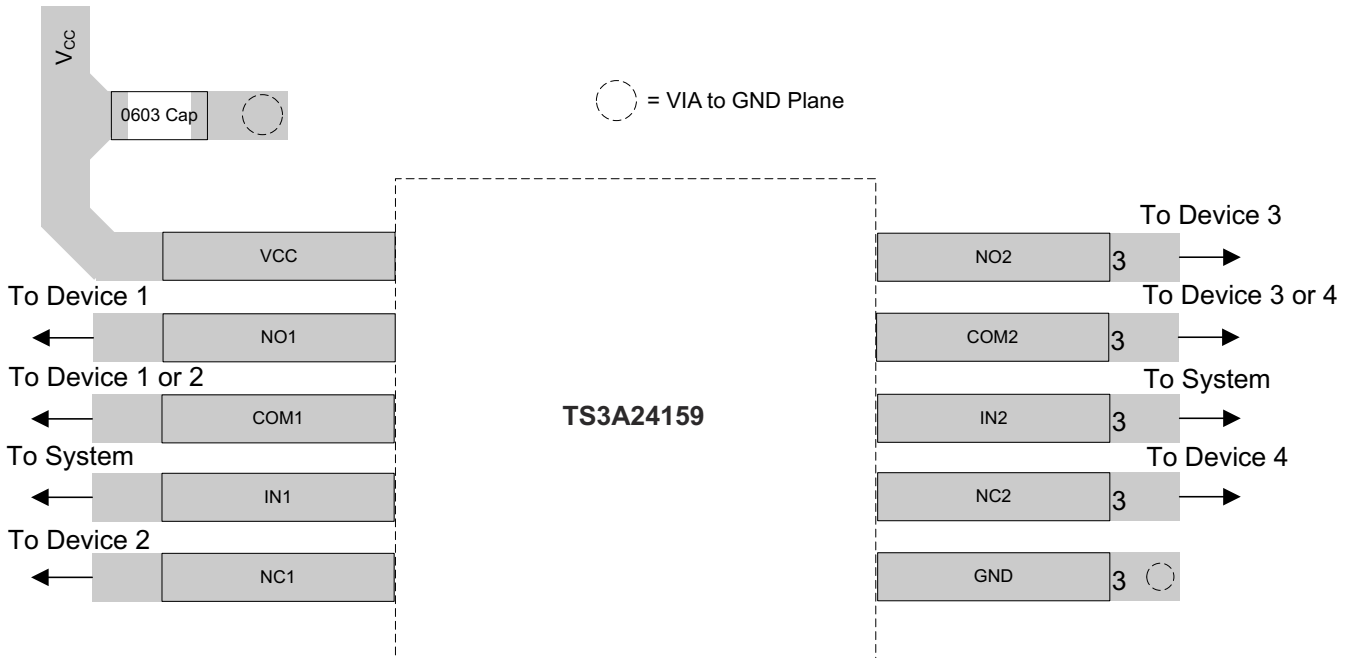 VCC
0603 Cap
= VIA to GND Plane
VCC
To Device 1
NO1
To Device 1 or 2
COM1
To System
IN1
To Device 2
NC1
TS3A24159
To Device 3
NO2
3
To Device 3 or 4
COM2
3
To System
IN2
3
To Device 4
NC2
3
GND
3